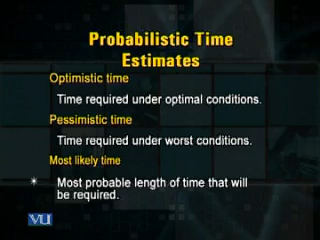 Probabilistic Time
Estimates
Optimistic time
Time required under optimal conditions.
Pessimistic time
Time required under worst conditions.
Most likely time
* Most probable length of time that will
be required.
VU